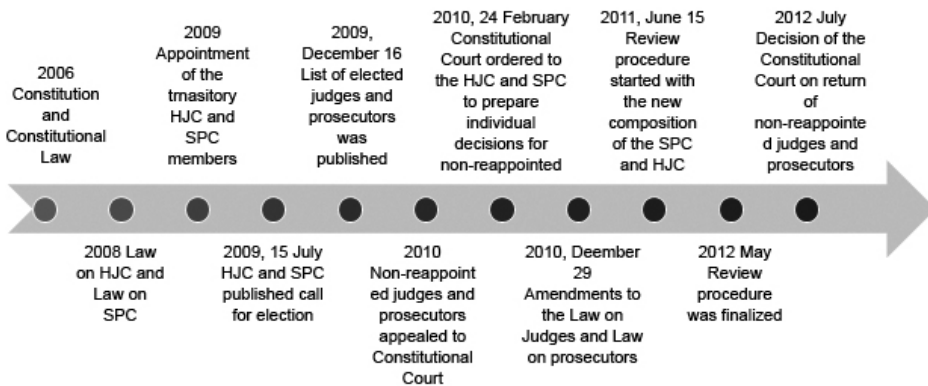 2006
Constitution
and
Constitutional
Law
2008 Law
on HJC and
Law on
SPC
2009
Appointment
of the
trnasitory
HJC and
SPC
members
2009, 15 July
HJC and SPC
published call
for election
2009,
December 16
List of elected
judges and
prosecutors
was
published
2010
Non-reappoint
ed judges and
prosecutors
appealed to
Constitutional
Court
2010, 24 February
Constitutional
Court ordered to
the HJC and SPC
to prepare
individual
decisions for
non-reappointed
2010, Deember
29
Amendments to
the Law on
Judges and Law
on prosecutors
2011, June 15
Review
procedure
started with
the new
composition
of the SPC
and HJC
2012 May
Review
procedure
was finalized
2012 July
Decision of the
Constitutional
Court on return
of
non-reappointe
d judges and
prosecutors